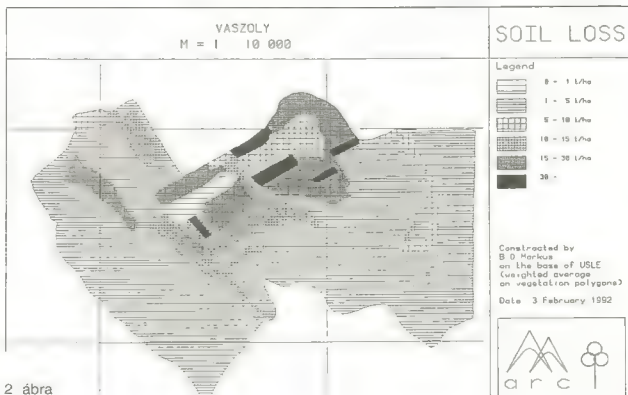 VASZOLY
M = 1 10 000
SOIL LOSS
Legend
0 - 1 t/ha
1 - 5 t/ha
5 - 10 t/ha
10 - 15 t/ha
15 - 30 t/ha
30 -
Constructed by
B D Markus
on the base of USLE
(weighted average
on vegetation polygons)
Date 3 February 1992
arc
2 ábra